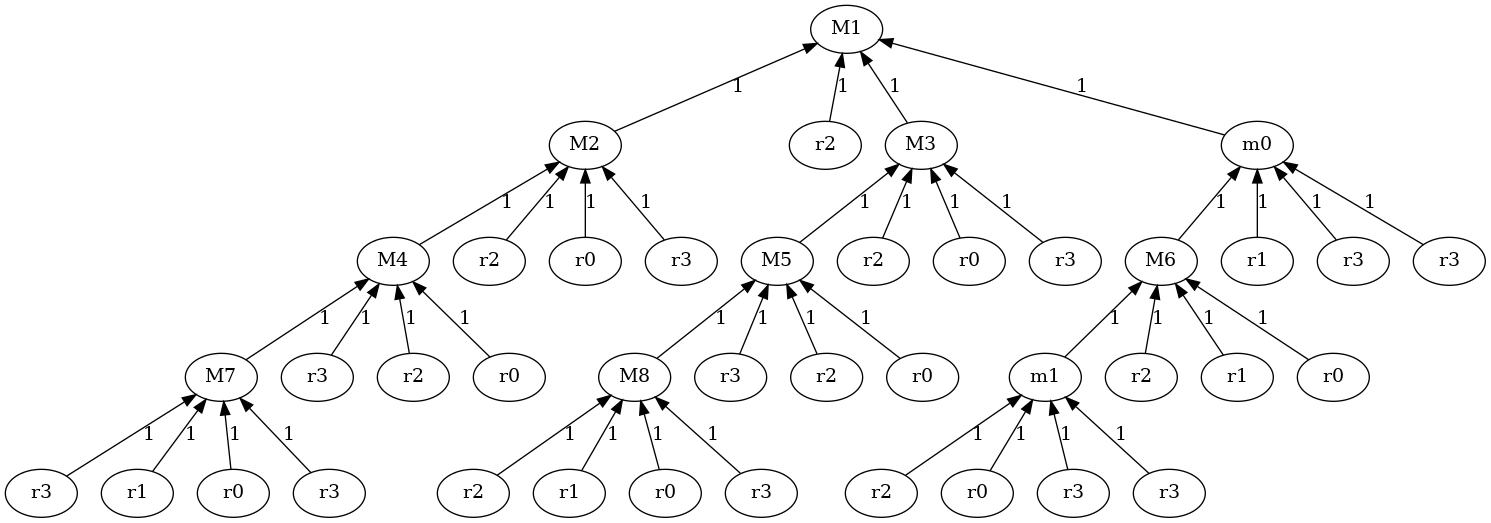 M1
1 1 1 1
M2 r2 M3 m0
1 1 1 1 1 1 1 1 1 1 1 1
M4 r2 r0 r3 M5 r2 r0 r3 M6 r1 r3 r3
1 1 1 1 1 1 1 1 1 1 1 1
M7 r3 r2 r0 M8 r3 r2 r0 m1 r2 r1 r0
1 1 1 1 1 1 1 1 1 1 1 1
r3 r1 r0 r3 r2 r1 r0 r3 r2 r0 r3 r3